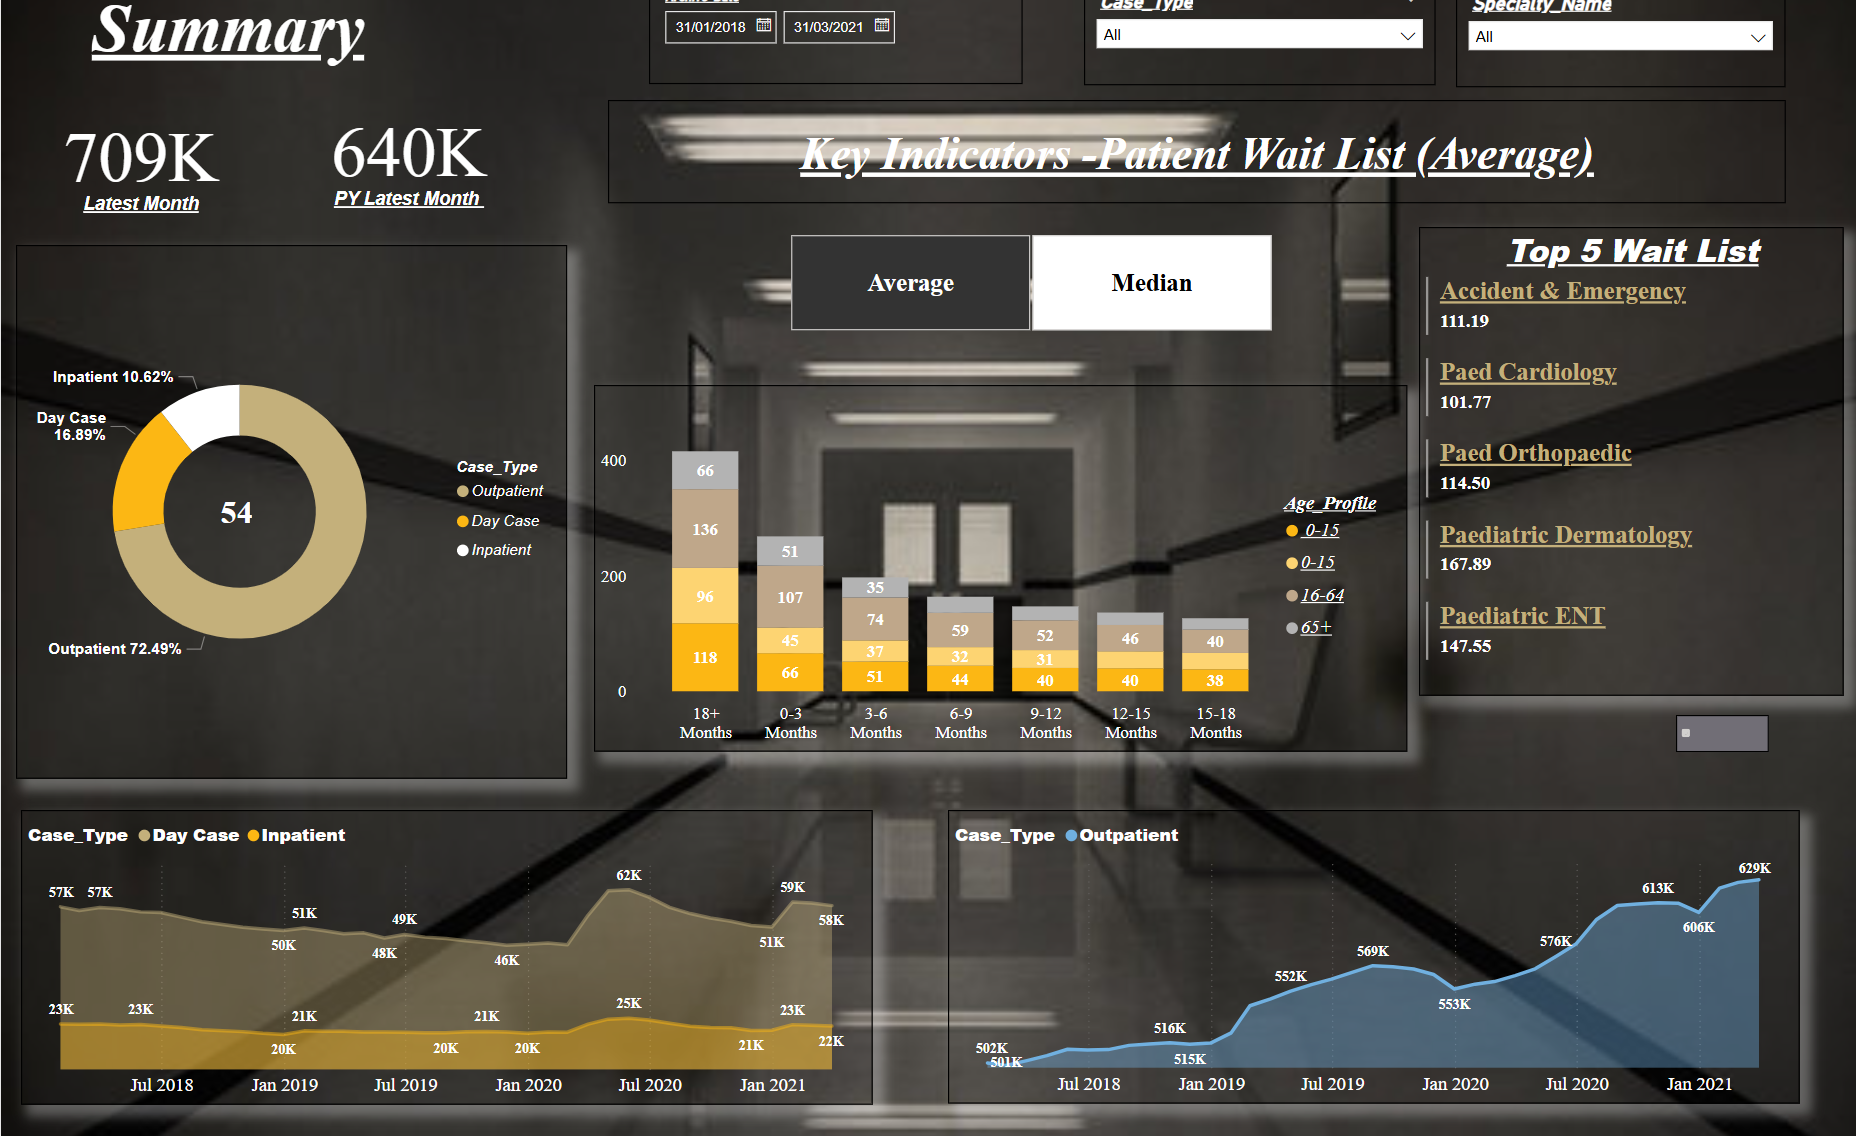 Summary
31/01/2018
31/03/2021
Case_Type
All
Specialty_Name
All
709K
Latest Month
640K
PY Latest Month
Key Indicators -Patient Wait List (Average)
Average
Median
Inpatient 10.62%
Day Case
16.89%
54
Outpatient 72.49%
Case_Type
Outpatient
Day Case
Inpatient
400
200
0
66
136
96
118
51
107
45
66
35
74
37
51
59
32
44
52
31
40
46
40
40
38
18+
Months
0-3
Months
3-6
Months
6-9
Months
9-12
Months
12-15
Months
15-18
Months
Age_Profile
0-15
0-15
16-64
65+
Top 5 Wait List
Accident & Emergency
111.19
Paed Cardiology
101.77
Paed Orthopaedic
114.50
Paediatric Dermatology
167.89
Paediatric ENT
147.55
Case_Type Day Case Inpatient
57K
57K
50K
51K
48K
49K
46K
62K
51K
59K
58K
23K
23K
20K
21K
20K
21K
20K
25K
21K
23K
22K
Jul 2018
Jan 2019
Jul 2019
Jan 2020
Jul 2020
Jan 2021
Case_Type Outpatient
502K
501K
516K
515K
552K
569K
553K
576K
613K
606K
629K
Jul 2018
Jan 2019
Jul 2019
Jan 2020
Jul 2020
Jan 2021